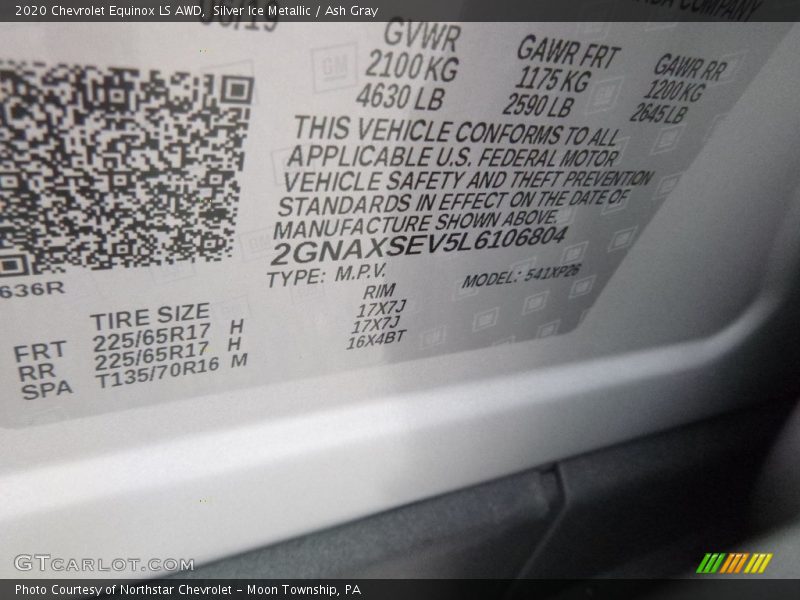 2020 Chevrolet Equinox LS AWD, Silver Ice Metallic / Ash Gray
COMPANY
GVWR GAWR FRT GAWR RR
2100 KG 1175 KG 1200KG
4630 LB 2590 LB 2645LB
GM
THIS VEHICLE CONFORMS TO ALL
APPLICABLE U.S. FEDERAL MOTOR
VEHICLE SAFETY AND THEFT PREVENTION
STANDARDS IN EFFECT ON THE DATE OF
MANUFACTURE SHOWN ABOVE.
2GNAXSEV5L6106804
TYPE: M.P.V. MODEL: 541XP26
636R
TIRE SIZE RIM
FRT 225/65R17 H 17X7J
RR 225/65R17 H 17X7J
SPA T135/70R16 M 16X4BT
GTCARLOT.COM
Photo Courtesy of Northstar Chevrolet - Moon Township, PA